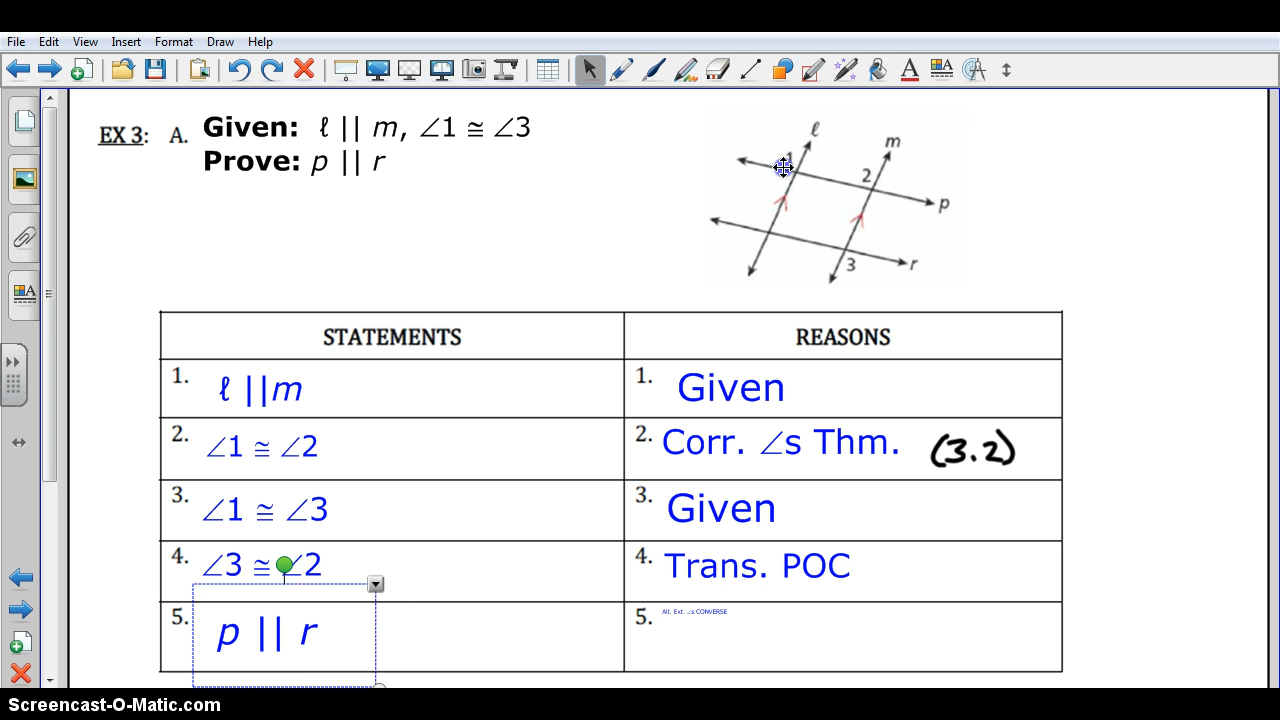 File Edit View Insert Format Draw Help
EX 3: A. Given: ℓ || m, ∠1 ≅ ∠3
Prove: p || r
ℓ
m
1
2
p
3
r
STATEMENTS REASONS
1. ℓ ||m 1. Given
2. ∠1 ≅ ∠2 2. Corr. ∠s Thm. (3.2)
3. ∠1 ≅ ∠3 3. Given
4. ∠3 ≅ ∠2 4. Trans. POC
5. p || r 5. Alt. Ext. ∠s CONVERSE
Screencast-O-Matic.com